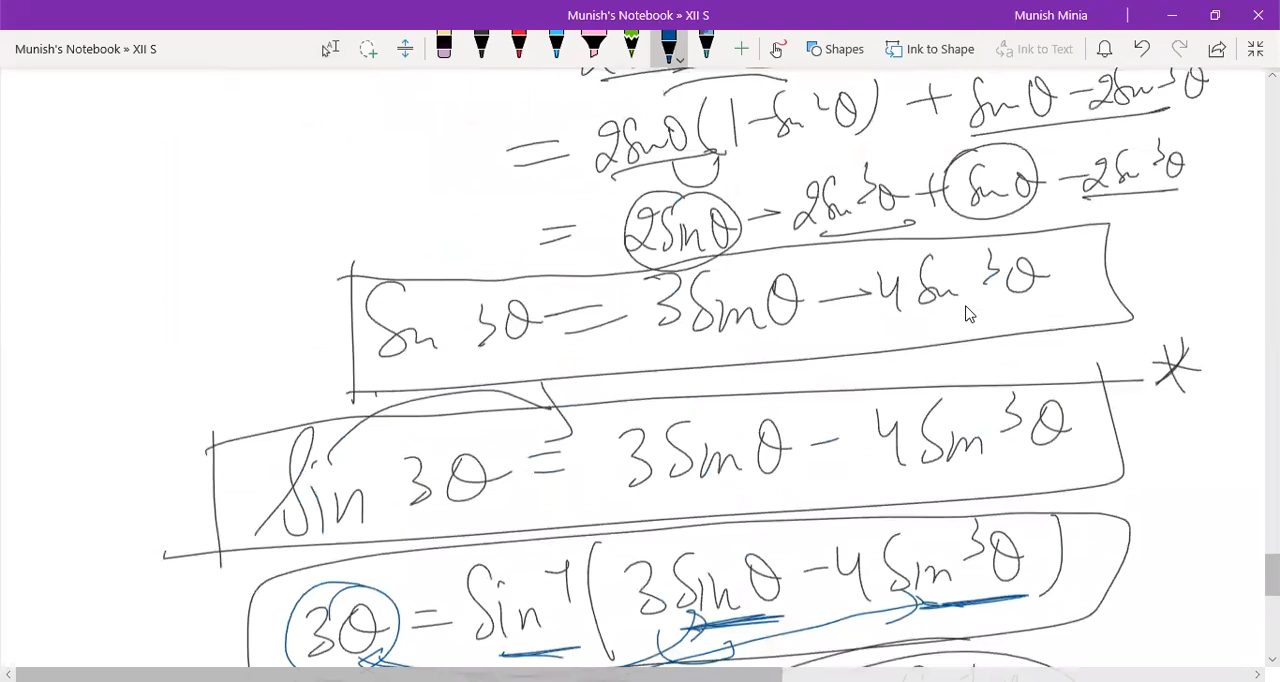 Munish's Notebook » XII S
Munish Minia
Munish's Notebook » XII S
Shapes
Ink to Shape
Ink to Text
= 2Sinθ(1-Sin²θ) + Sinθ - 2Sin³θ
= 2Sinθ - 2Sin³θ + Sinθ - 2Sin³θ
Sin 3θ = 3Sinθ - 4Sin³θ
*
Sin 3θ = 3Sinθ - 4Sin³θ
3θ = Sin⁻¹(3Sinθ - 4Sin³θ)